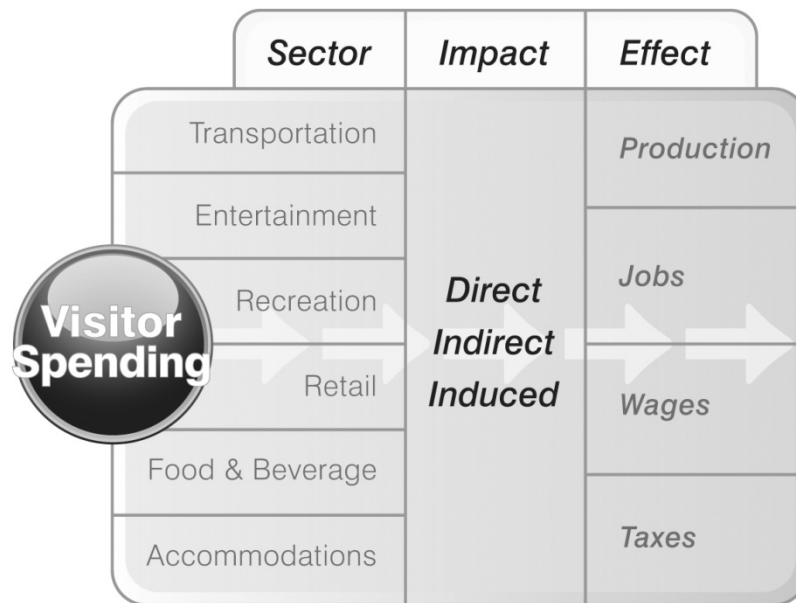 Sector
Impact
Effect
Transportation
Entertainment
Recreation
Retail
Food & Beverage
Accommodations
Visitor
Spending
Direct
Indirect
Induced
Production
Jobs
Wages
Taxes